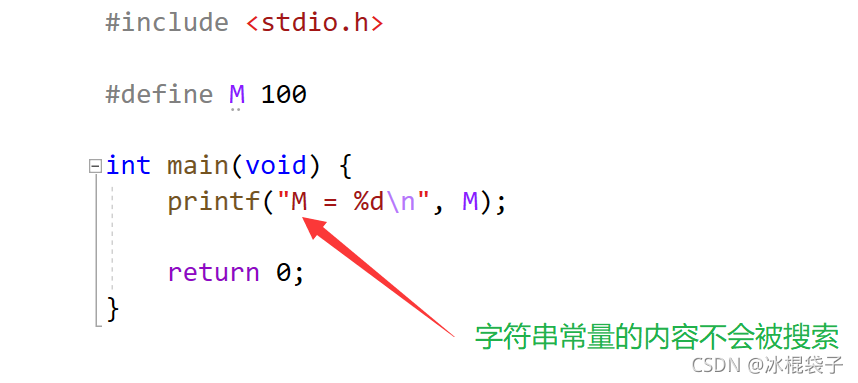 #include <stdio.h>
#define M 100
int main(void) {
printf("M = %d\n", M);
return 0;
}
字符串常量的内容不会被搜索
CSDN @冰棍袋子